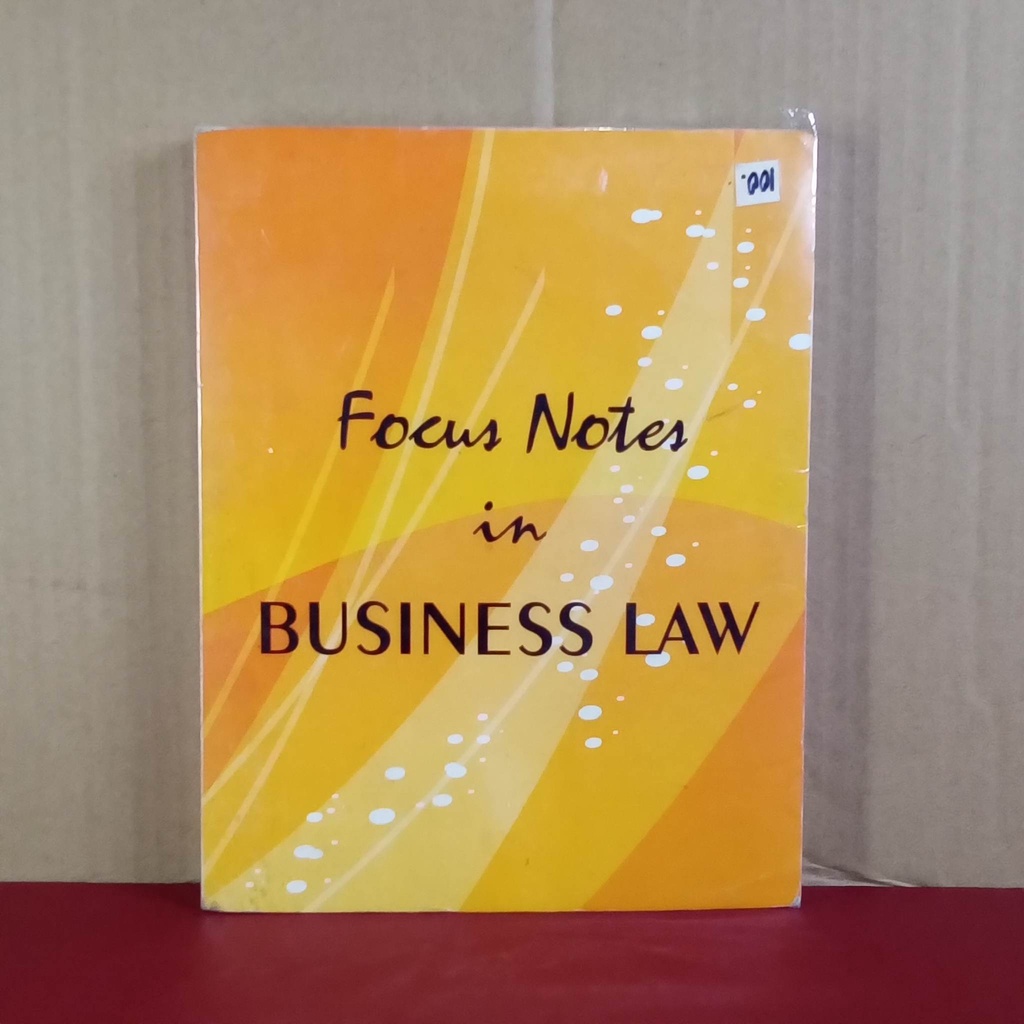 100.
Focus Notes
in
BUSINESS LAW